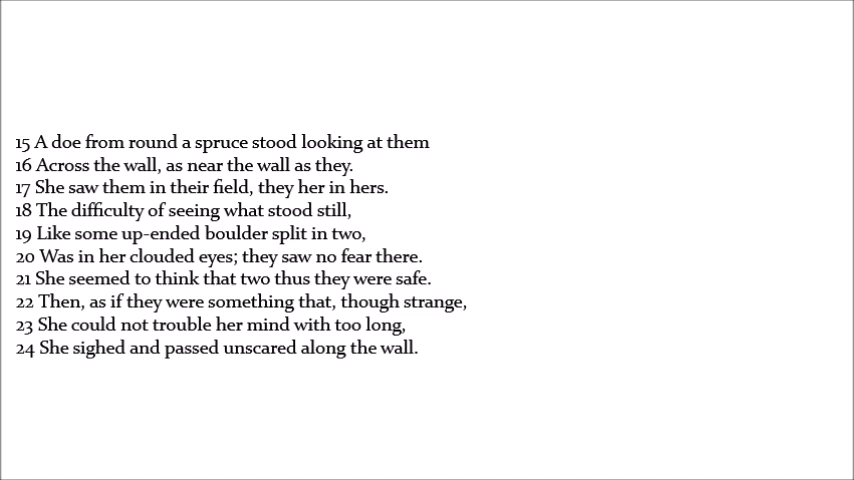 15 A doe from round a spruce stood looking at them
16 Across the wall, as near the wall as they.
17 She saw them in their field, they her in hers.
18 The difficulty of seeing what stood still,
19 Like some up-ended boulder split in two,
20 Was in her clouded eyes; they saw no fear there.
21 She seemed to think that two thus they were safe.
22 Then, as if they were something that, though strange,
23 She could not trouble her mind with too long,
24 She sighed and passed unscared along the wall.